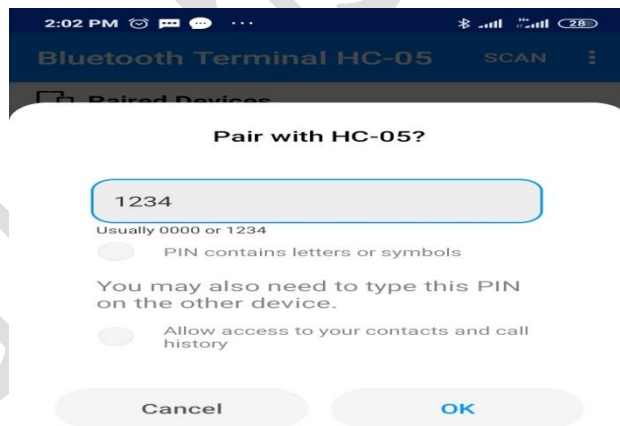 2:02 PM ... 28
Bluetooth Terminal HC-05 SCAN
Paired Devices
Pair with HC-05?
1234
Usually 0000 or 1234
PIN contains letters or symbols
You may also need to type this PIN
on the other device.
Allow access to your contacts and call
history
Cancel OK